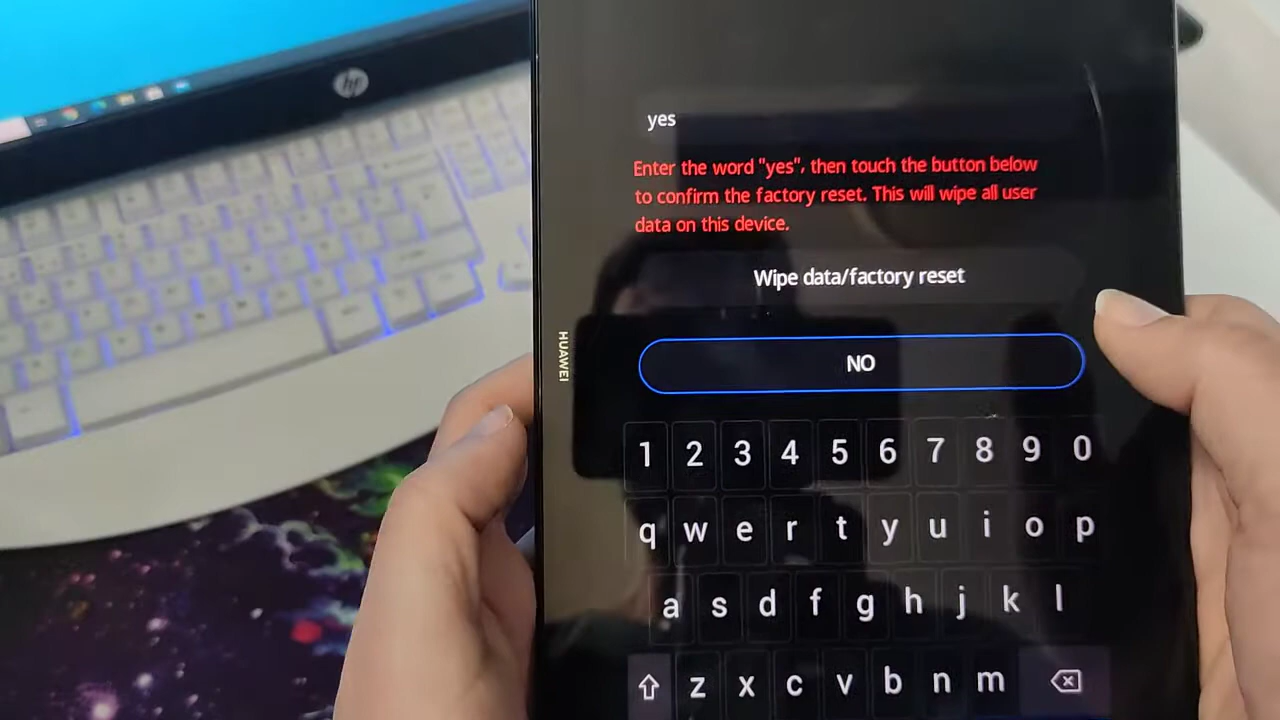 hp
yes
Enter the word "yes", then touch the button below
to confirm the factory reset. This will wipe all user
data on this device.
Wipe data/factory reset
HUAWEI
NO
1 2 3 4 5 6 7 8 9 0
q w e r t y u i o p
a s d f g h j k l
z x c v b n m